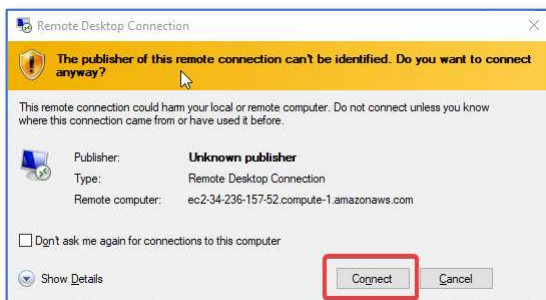 Remote Desktop Connection
The publisher of this remote connection can't be identified. Do you want to connect
anyway?
This remote connection could harm your local or remote computer. Do not connect unless you know
where this connection came from or have used it before.
Publisher: Unknown publisher
Type: Remote Desktop Connection
Remote computer: ec2-34-236-157-52.compute-1.amazonaws.com
Don't ask me again for connections to this computer
Show Details Connect Cancel